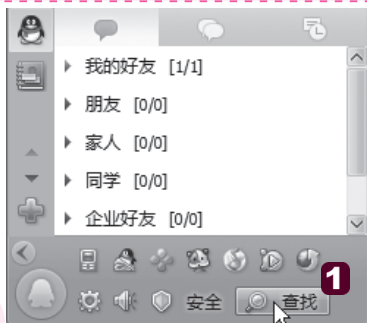 我的好友 [1/1]
朋友 [0/0]
家人 [0/0]
同学 [0/0]
企业好友 [0/0]
1
安全 查找